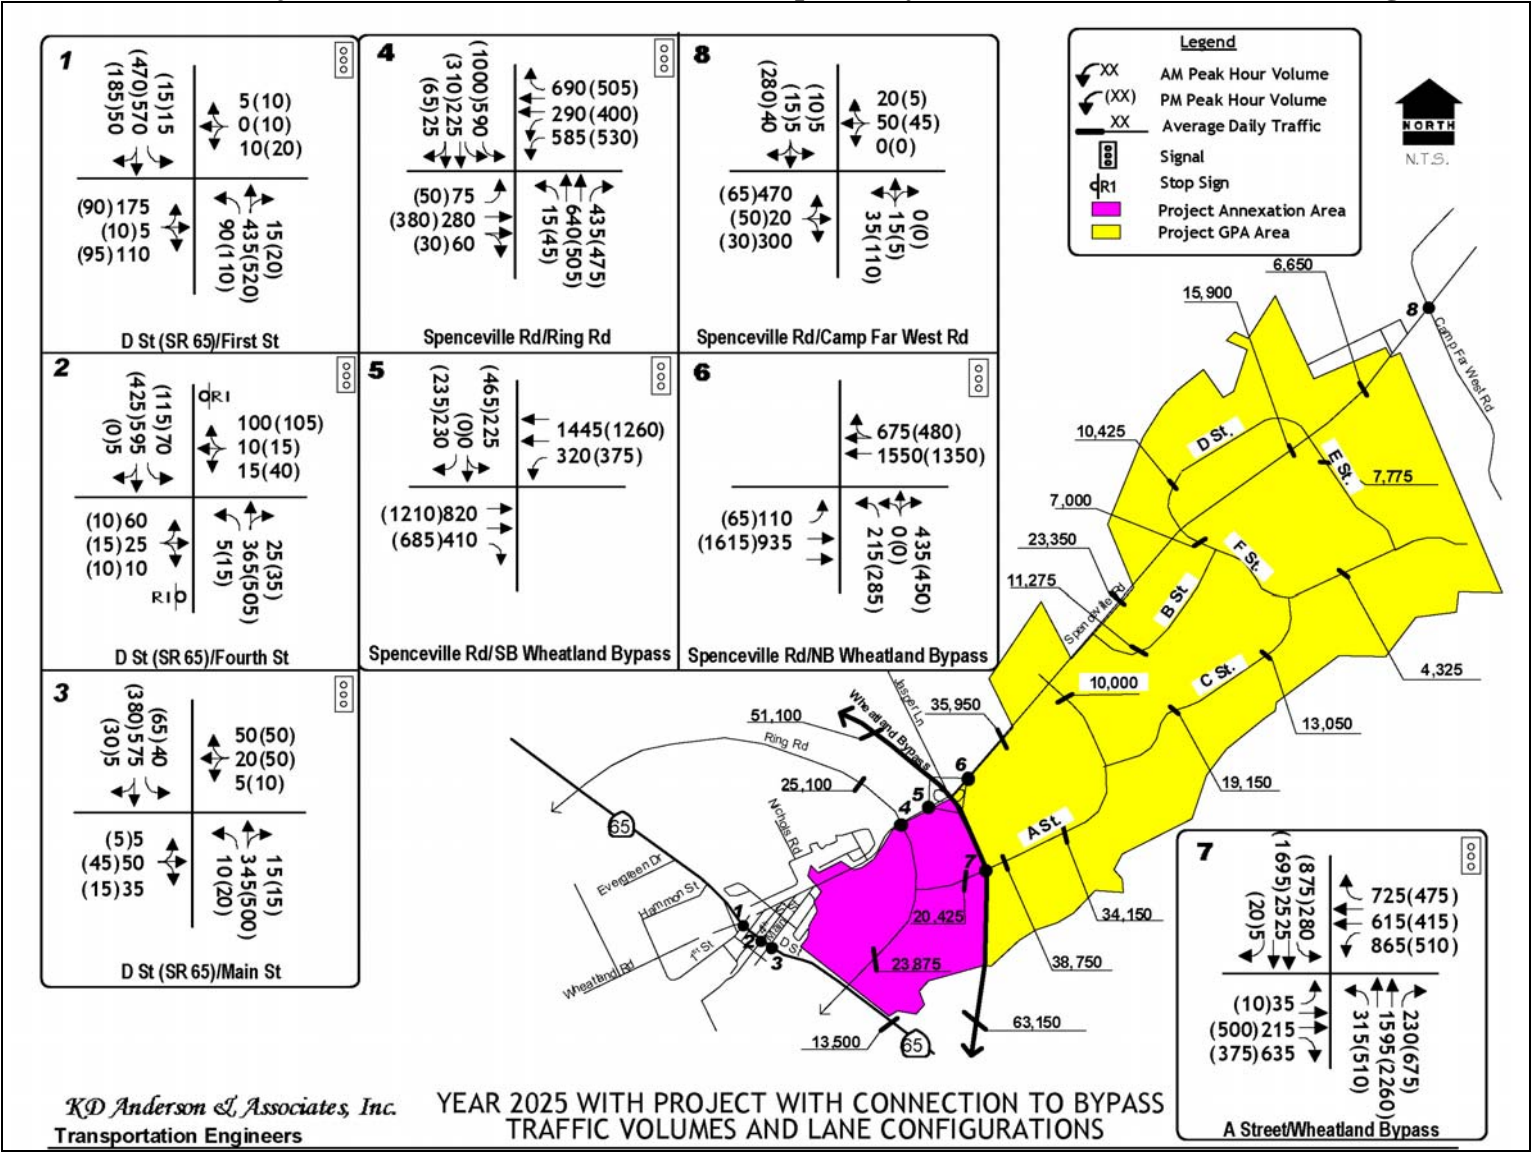 1
(185)50
(470)570
(15)15
5(10)
0(10)
10(20)
(90)175
(10)5
(95)110
90(110)
435(520)
15(20)
D St (SR 65)/First St
4
(65)25
(310)225
(1000)590
690(505)
290(400)
585(530)
(50)75
(380)280
(30)60
15(45)
640(505)
435(475)
Spenceville Rd/Ring Rd
8
(280)40
(15)5
(10)5
20(5)
50(45)
0(0)
(65)470
(50)20
(30)300
35(110)
15(5)
0(0)
Spenceville Rd/Camp Far West Rd
2
(0)5
(425)595
(115)70
R1
100(105)
10(15)
15(40)
(10)60
(15)25
(10)10
R1
5(15)
365(505)
25(35)
D St (SR 65)/Fourth St
5
(235)230
(0)0
(465)225
1445(1260)
320(375)
(1210)820
(685)410
Spenceville Rd/SB Wheatland Bypass
6
675(480)
1550(1350)
(65)110
(1615)935
215(285)
0(0)
435(450)
Spenceville Rd/NB Wheatland Bypass
3
(30)5
(380)575
(65)40
50(50)
20(50)
5(10)
(5)5
(45)50
(15)35
10(20)
345(500)
15(15)
D St (SR 65)/Main St
Legend
XX AM Peak Hour Volume
(XX) PM Peak Hour Volume
XX Average Daily Traffic
Signal
R1 Stop Sign
Project Annexation Area
Project GPA Area
NORTH
N.T.S.
6,650
15,900
8
Camp Far West Rd
10,425
D St.
E St.
7,775
7,000
23,350
F St.
11,275
B St
Spenceville Rd
4,325
C St.
10,000
13,050
Jasper Ln
Wheatland Bypass
35,950
51,100
Ring Rd
6
19,150
25,100
5
4
A St.
65
Nichols Rd
7
Evergreen Dr
Hammon St
34,150
20,425
1
2
3
4th St
Main St
D St
1st St
Wheatland Rd
23,875
38,750
63,150
13,500
65
7
(20)5
(1695)2525
(875)280
725(475)
615(415)
865(510)
(10)35
(500)215
(375)635
315(510)
1595(2260)
230(675)
A Street/Wheatland Bypass
KD Anderson & Associates, Inc.
Transportation Engineers
YEAR 2025 WITH PROJECT WITH CONNECTION TO BYPASS
TRAFFIC VOLUMES AND LANE CONFIGURATIONS